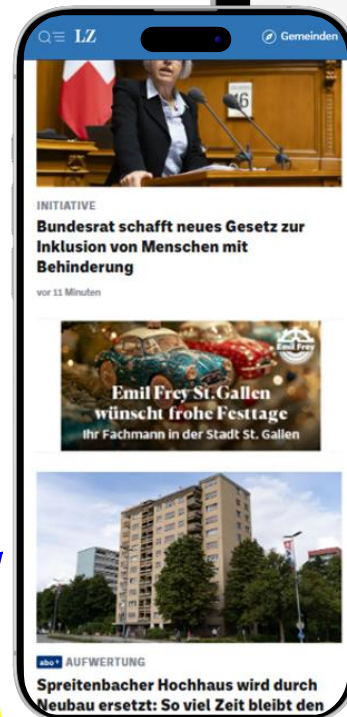 LZ
Gemeinden
16
INITIATIVE
Bundesrat schafft neues Gesetz zur
Inklusion von Menschen mit
Behinderung
vor 11 Minuten
Emil Frey
Emil Frey St. Gallen
wünscht frohe Festtage
Ihr Fachmann in der Stadt St. Gallen
abo+ AUFWERTUNG
Spreitenbacher Hochhaus wird durch
Neubau ersetzt: So viel Zeit bleibt den